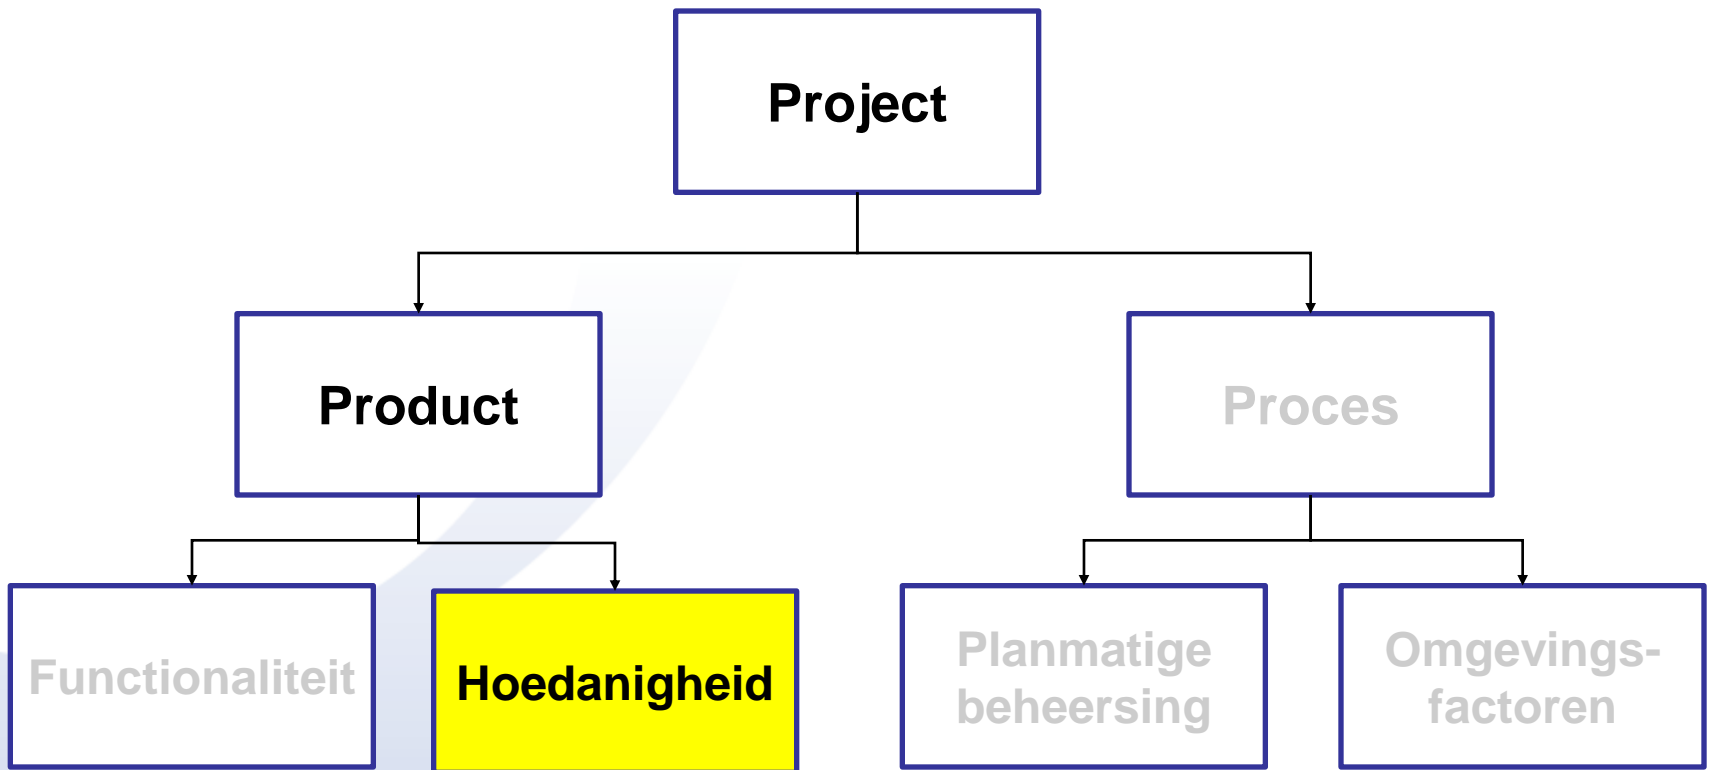 Project
Product
Proces
Functionaliteit
Hoedanigheid
Planmatige
beheersing
Omgevings-
factoren